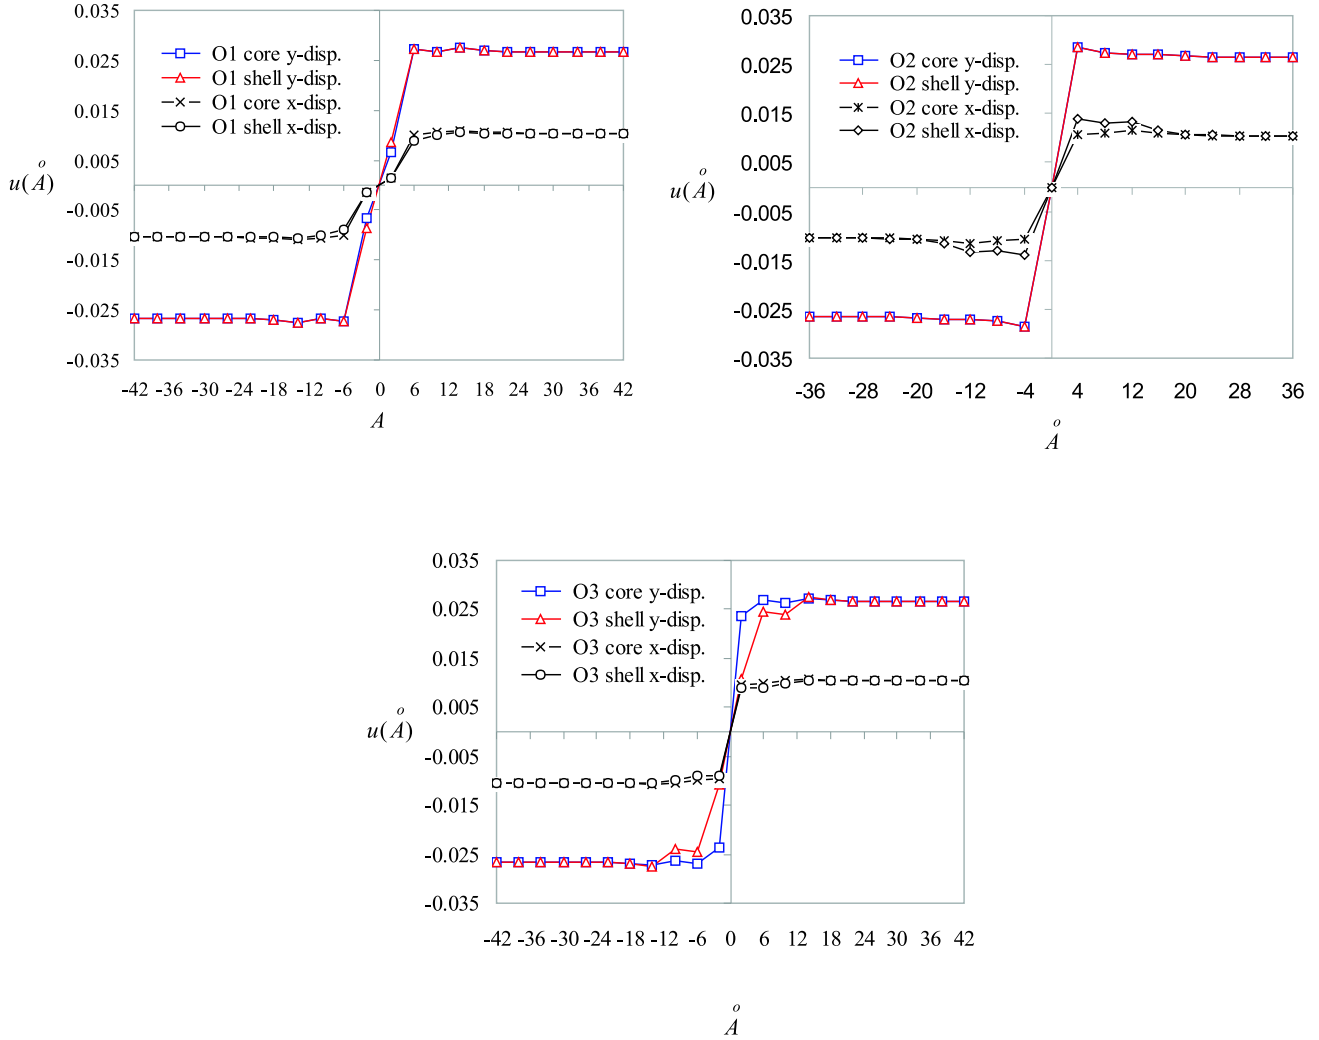 0.035
0.025
0.015
0.005
-0.005
-0.015
-0.025
-0.035
O1 core y-disp.
O1 shell y-disp.
O1 core x-disp.
O1 shell x-disp.
o
u(A)
-42 -36 -30 -24 -18 -12 -6 0 6 12 18 24 30 36 42
A
0.035
0.025
0.015
0.005
-0.005
-0.015
-0.025
-0.035
O2 core y-disp.
O2 shell y-disp.
O2 core x-disp.
O2 shell x-disp.
o
u(A)
-36 -28 -20 -12 -4 4 12 20 28 36
o
A
0.035
0.025
0.015
0.005
-0.005
-0.015
-0.025
-0.035
O3 core y-disp.
O3 shell y-disp.
O3 core x-disp.
O3 shell x-disp.
o
u(A)
-42 -36 -30 -24 -18 -12 -6 0 6 12 18 24 30 36 42
o
A